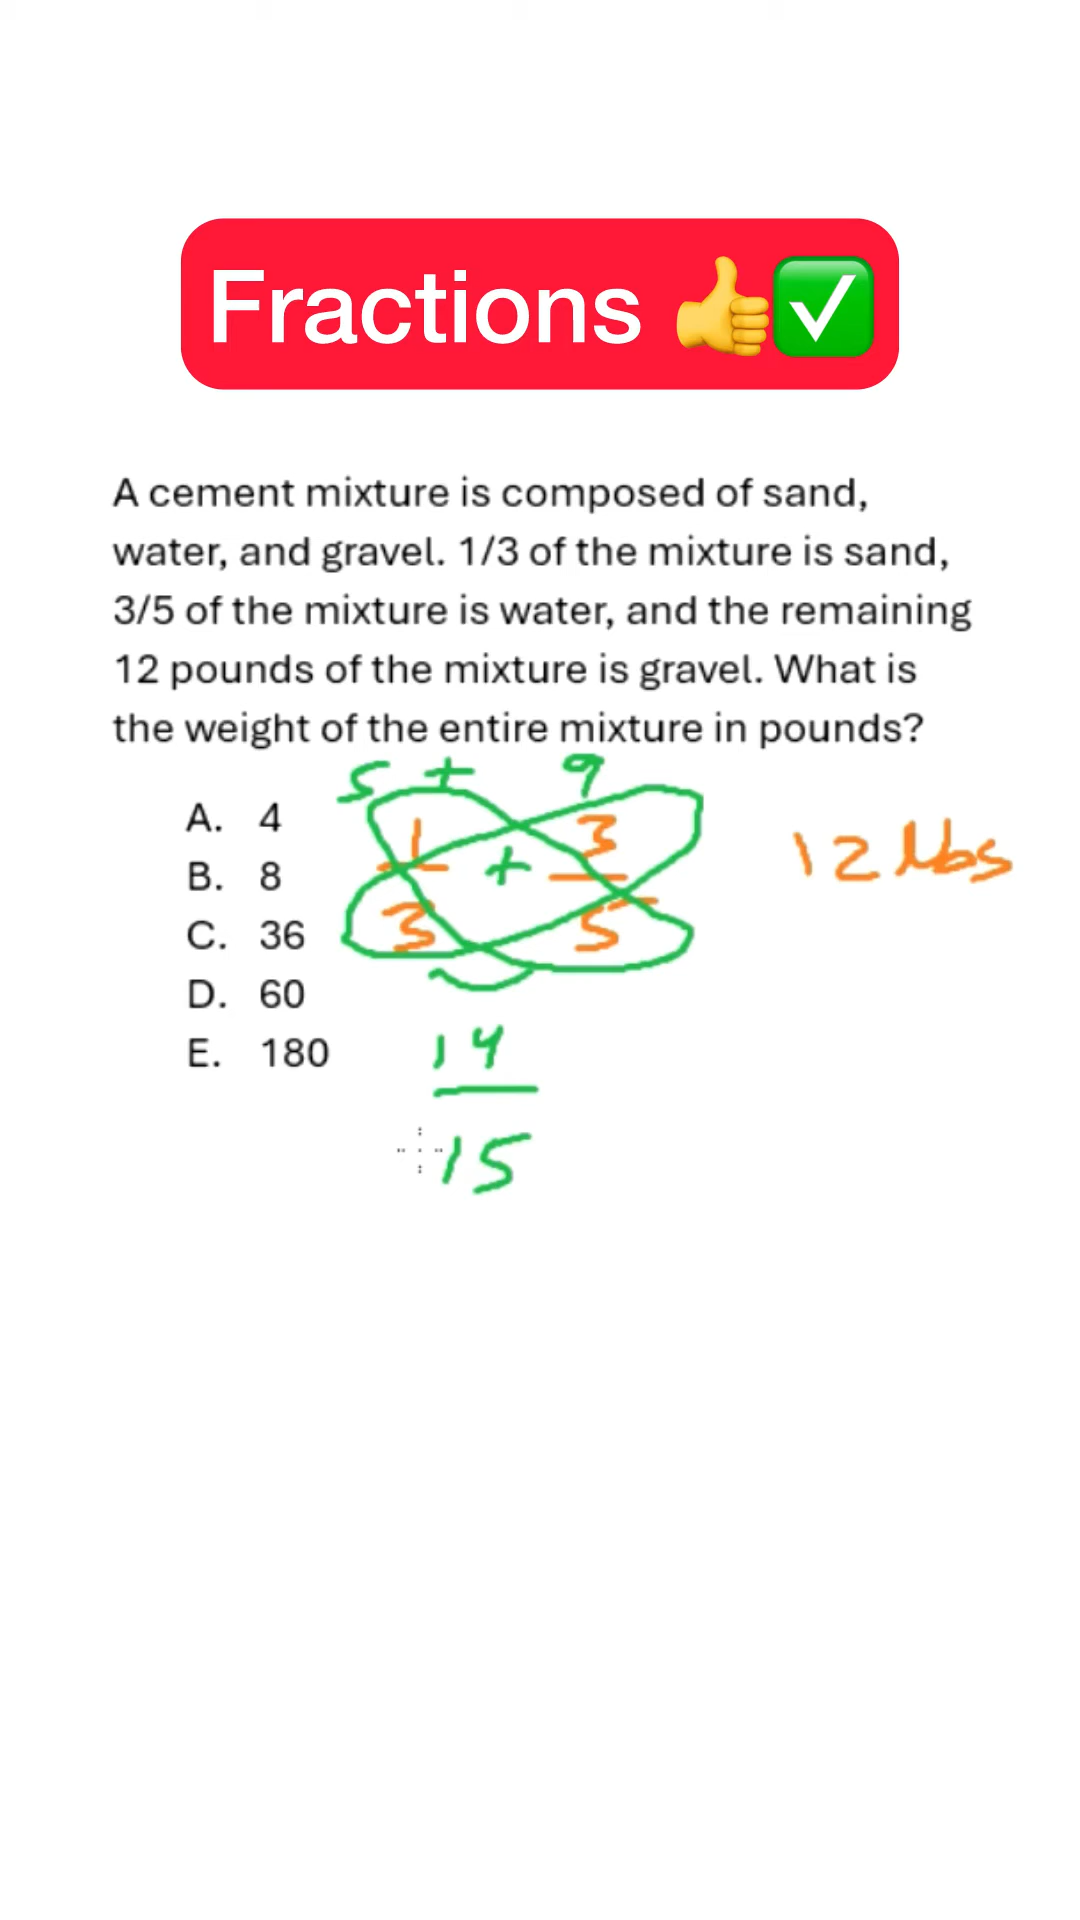 Fractions 👍✅
A cement mixture is composed of sand,
water, and gravel. 1/3 of the mixture is sand,
3/5 of the mixture is water, and the remaining
12 pounds of the mixture is gravel. What is
the weight of the entire mixture in pounds?
5 + 9
A. 4
B. 8
C. 36
D. 60
E. 180
1/3 + 3/5
12 lbs
14
15